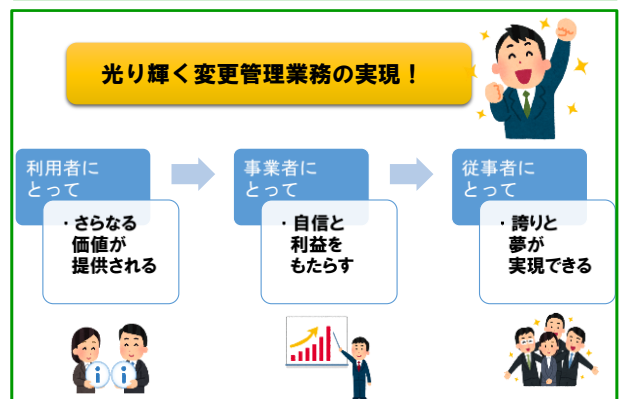 光り輝く変更管理業務の実現！
利用者に
とって
・さらなる
価値が
提供される
事業者に
とって
・自信と
利益を
もたらす
従事者に
とって
・誇りと
夢が
実現できる
i i